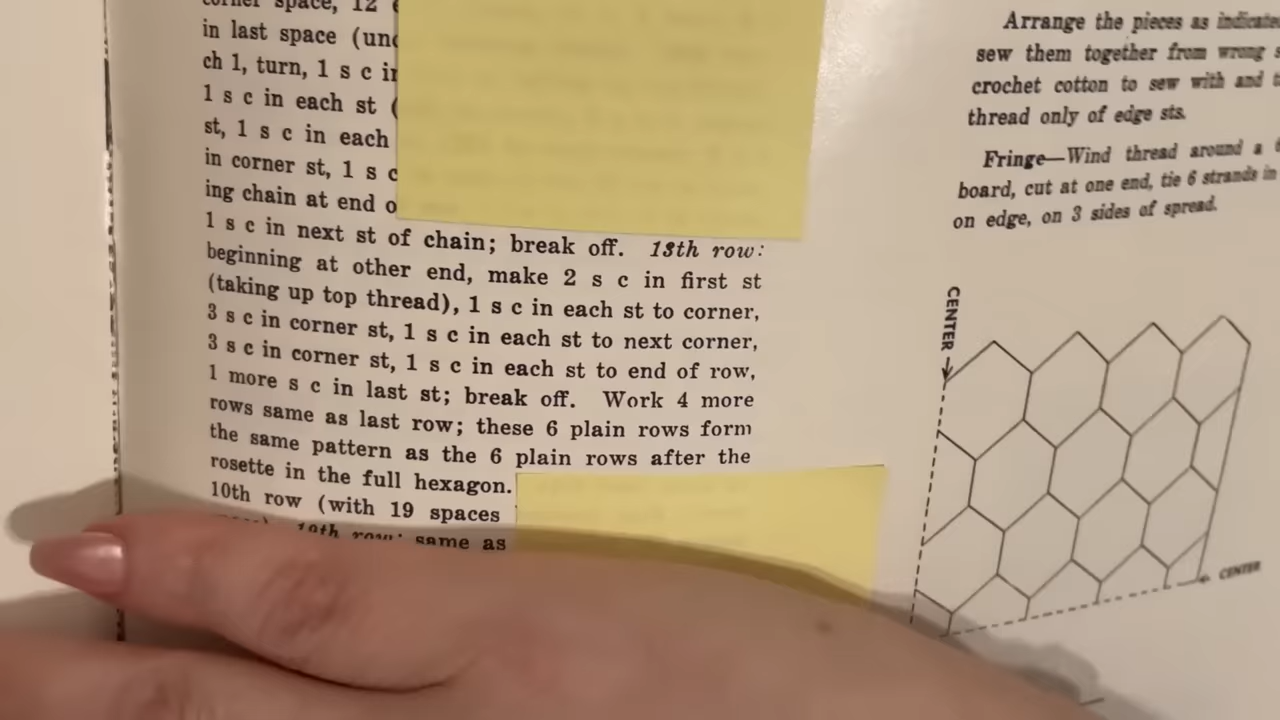 corner space, 12
in last space
ch 1, turn, 1 s c
1 s c in each st (
st, 1 s c in each
in corner st, 1 s c
ing chain at end
1 s c in next st of chain; break off. 13th row:
beginning at other end, make 2 s c in first st
(taking up top thread), 1 s c in each st to corner,
3 s c in corner st, 1 s c in each st to next corner,
3 s c in corner st, 1 s c in each st to end of row,
1 more s c in last st; break off. Work 4 more
rows same as last row; these 6 plain rows form
the same pattern as the 6 plain rows after the
rosette in the full hexagon.
10th row (with 19 spaces
row: same as
Arrange the pieces as
sew them together from wrong
crochet cotton to sew with and
thread only of edge sts.
Fringe—Wind thread around a
board, cut at one end, tie 6 strands in
on edge, on 3 sides of spread.
CENTER
CENTER